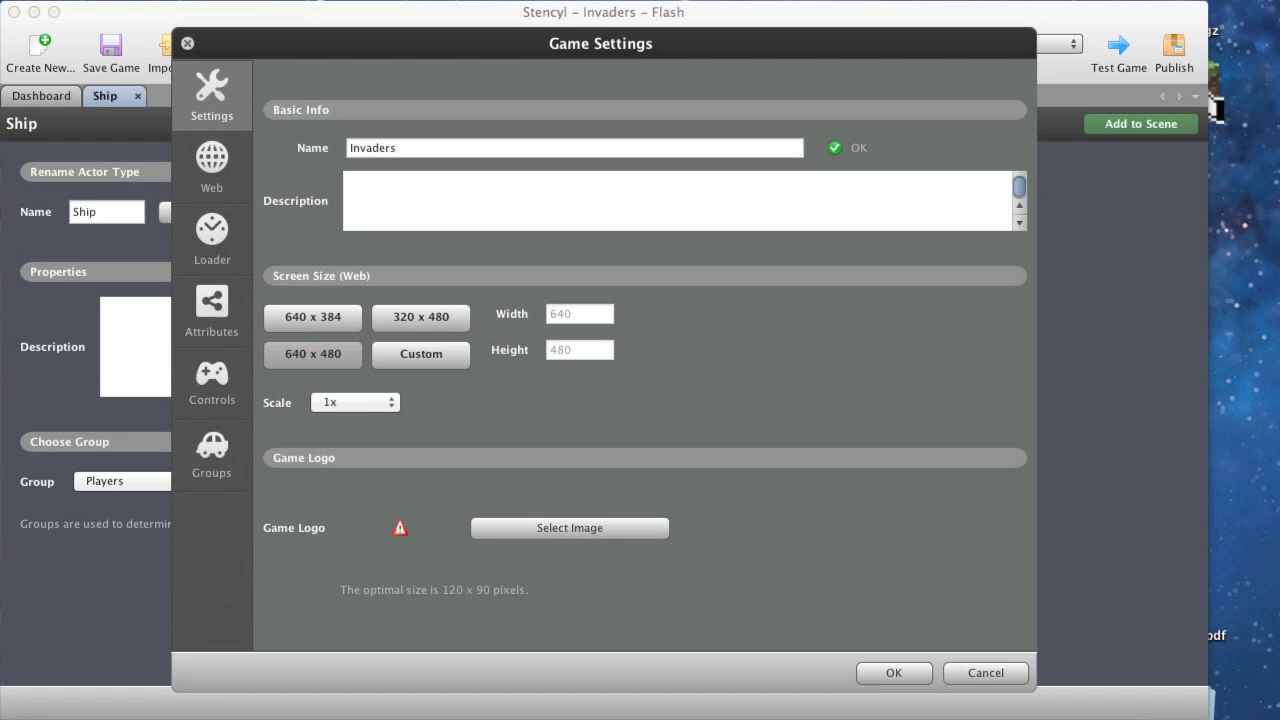 Stencyl – Invaders – Flash
gz
Create New...
Save Game
Impo
Test Game
Publish
Game Settings
Dashboard
Ship
Ship
Add to Scene
Rename Actor Type
Name
Ship
Properties
Description
Choose Group
Group
Players
Groups are used to determin
Settings
Web
Loader
Attributes
Controls
Groups
Basic Info
Name
Invaders
OK
Description
Screen Size (Web)
640 x 384
320 x 480
Width
640
640 x 480
Custom
Height
480
Scale
1x
Game Logo
Game Logo
Select Image
The optimal size is 120 x 90 pixels.
OK
Cancel
pdf